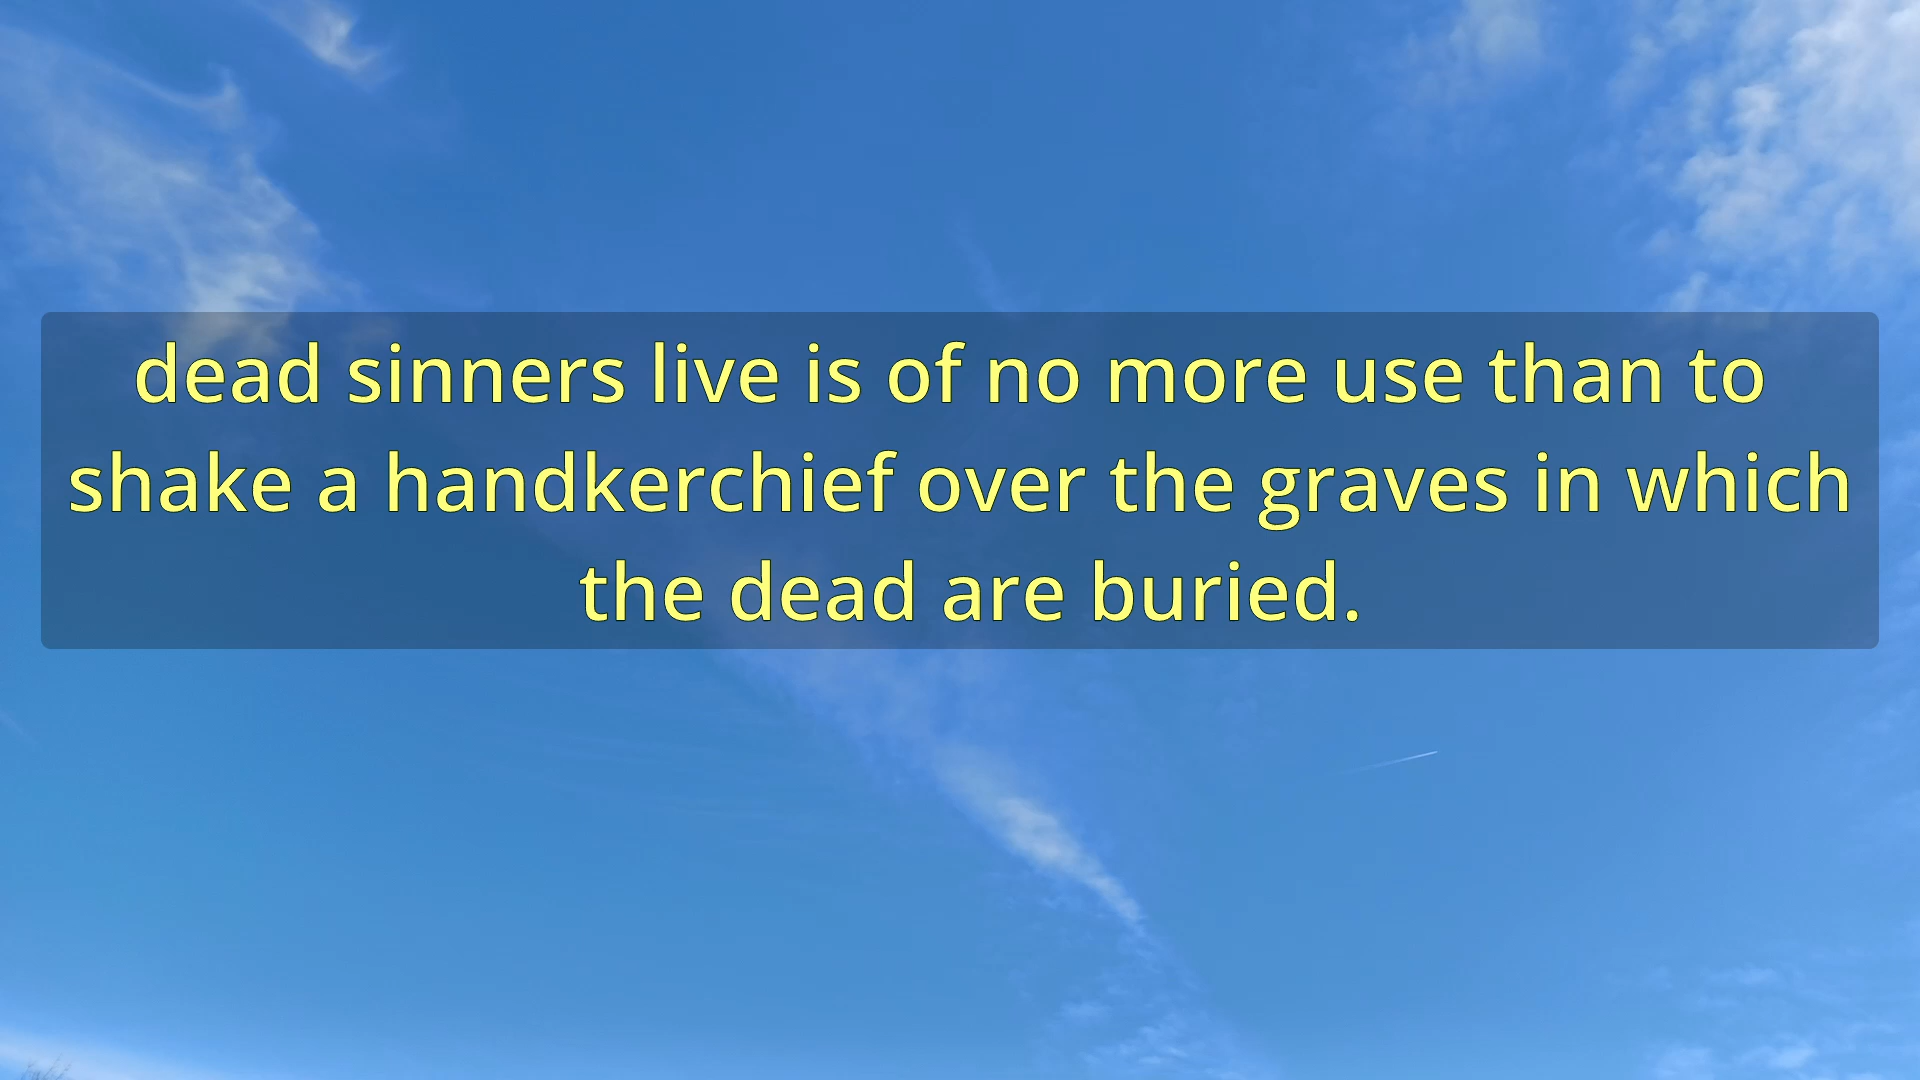 dead sinners live is of no more use than to
shake a handkerchief over the graves in which
the dead are buried.